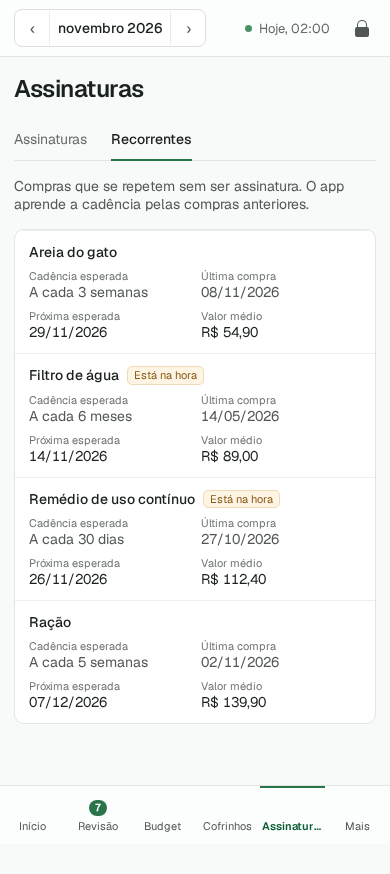 ‹ novembro 2026 › Hoje, 02:00
Assinaturas
Assinaturas Recorrentes
Compras que se repetem sem ser assinatura. O app
aprende a cadência pelas compras anteriores.
Areia do gato
Cadência esperada Última compra
A cada 3 semanas 08/11/2026
Próxima esperada Valor médio
29/11/2026 R$ 54,90
Filtro de água Está na hora
Cadência esperada Última compra
A cada 6 meses 14/05/2026
Próxima esperada Valor médio
14/11/2026 R$ 89,00
Remédio de uso contínuo Está na hora
Cadência esperada Última compra
A cada 30 dias 27/10/2026
Próxima esperada Valor médio
26/11/2026 R$ 112,40
Ração
Cadência esperada Última compra
A cada 5 semanas 02/11/2026
Próxima esperada Valor médio
07/12/2026 R$ 139,90
7
Início Revisão Budget Cofrinhos Assinatur… Mais